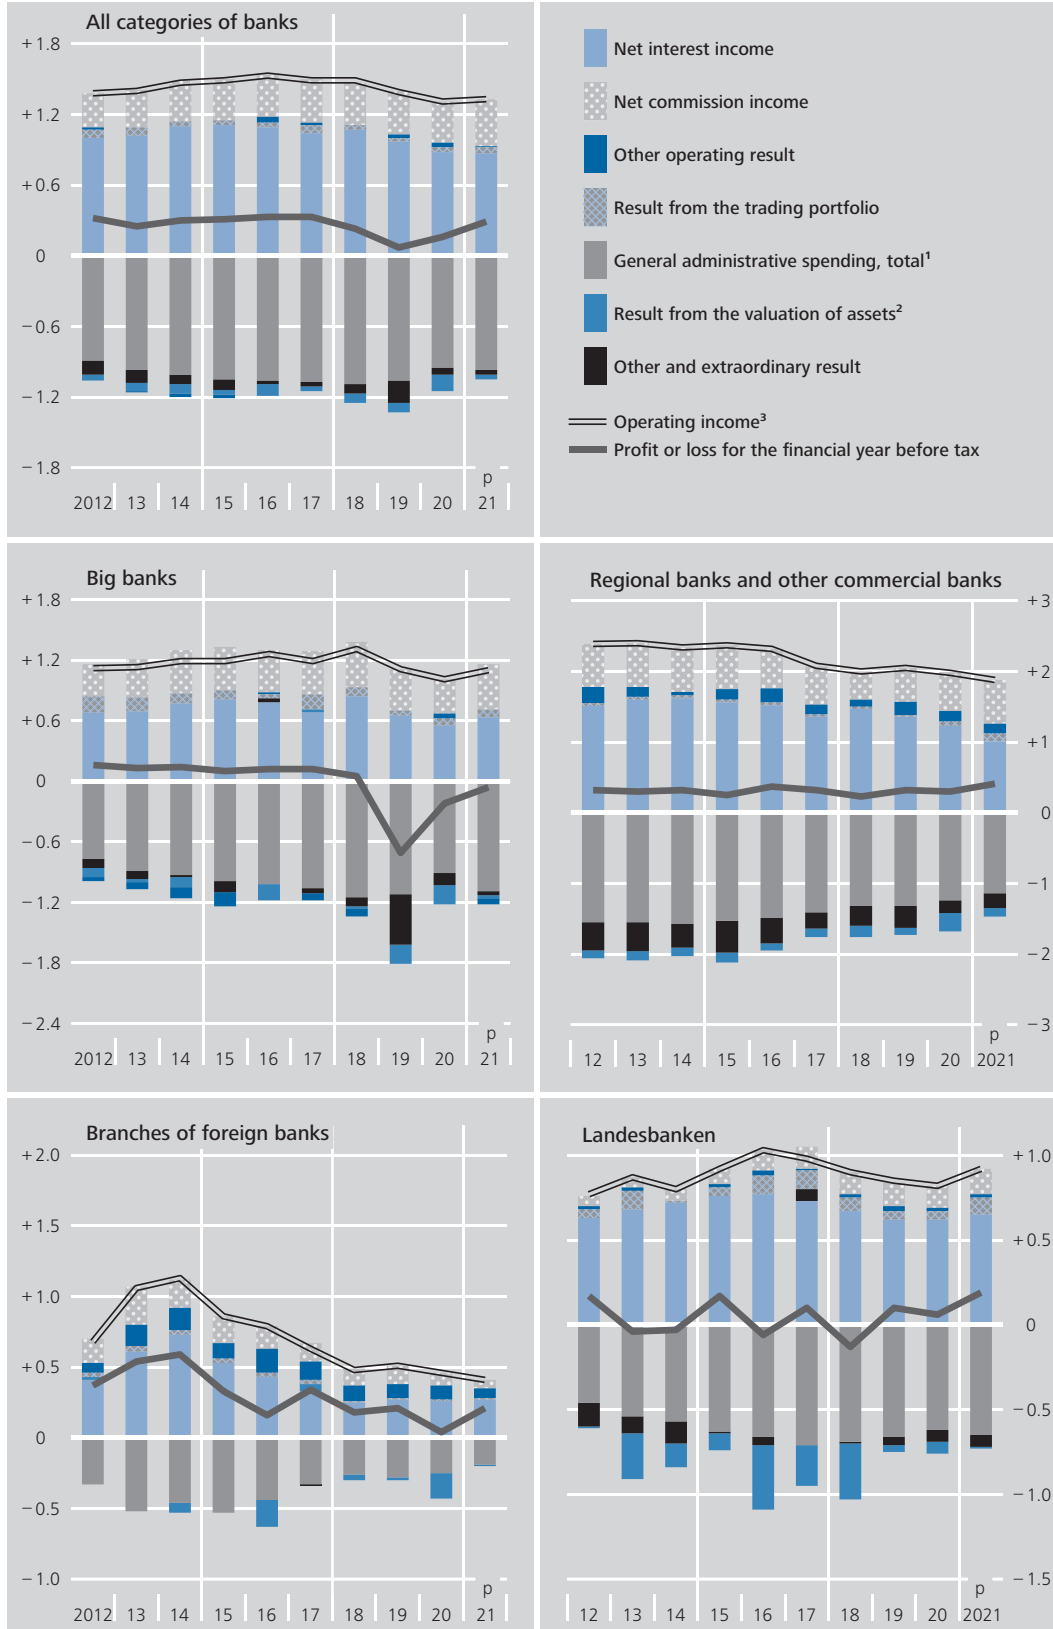 All categories of banks
+ 1.8
+ 1.2
+ 0.6
0
− 0.6
− 1.2
− 1.8
p
2012 13 14 15 16 17 18 19 20 21
Net interest income
Net commission income
Other operating result
Result from the trading portfolio
General administrative spending, total¹
Result from the valuation of assets²
Other and extraordinary result
Operating income³
Profit or loss for the financial year before tax
Big banks
+ 1.8
+ 1.2
+ 0.6
0
− 0.6
− 1.2
− 1.8
− 2.4
p
2012 13 14 15 16 17 18 19 20 21
Regional banks and other commercial banks
+ 3
+ 2
+ 1
0
− 1
− 2
− 3
p
12 13 14 15 16 17 18 19 20 2021
Branches of foreign banks
+ 2.0
+ 1.5
+ 1.0
+ 0.5
0
− 0.5
− 1.0
p
2012 13 14 15 16 17 18 19 20 21
Landesbanken
+ 1.0
+ 0.5
0
− 0.5
− 1.0
− 1.5
p
12 13 14 15 16 17 18 19 20 2021